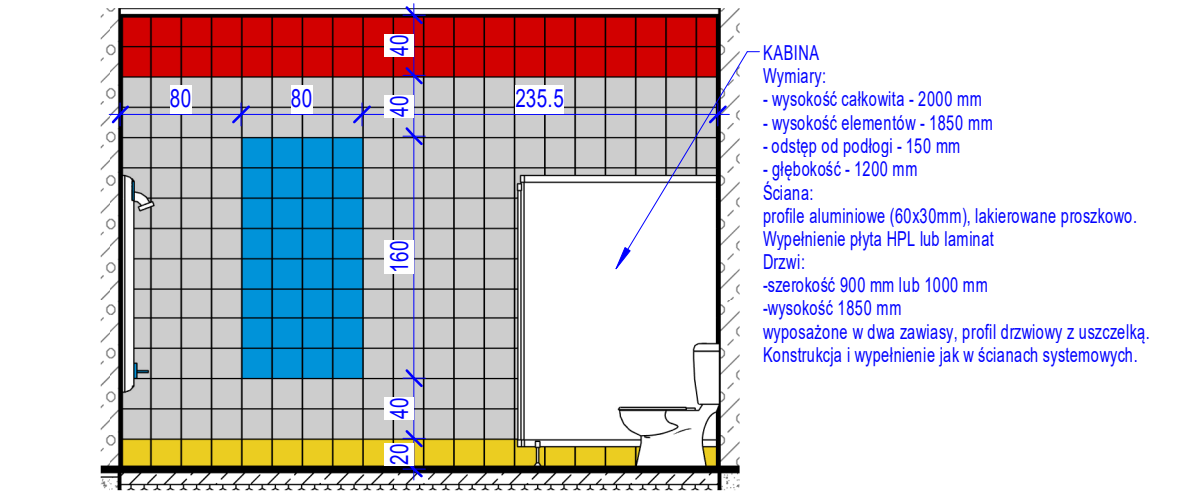 40
80
80
40
235.5
160
40
20
KABINA
Wymiary:
- wysokość całkowita - 2000 mm
- wysokość elementów - 1850 mm
- odstęp od podłogi - 150 mm
- głębokość - 1200 mm
Ściana:
profile aluminiowe (60x30mm), lakierowane proszkowo.
Wypełnienie płyta HPL lub laminat
Drzwi:
-szerokość 900 mm lub 1000 mm
-wysokość 1850 mm
wyposażone w dwa zawiasy, profil drzwiowy z uszczelką.
Konstrukcja i wypełnienie jak w ścianach systemowych.